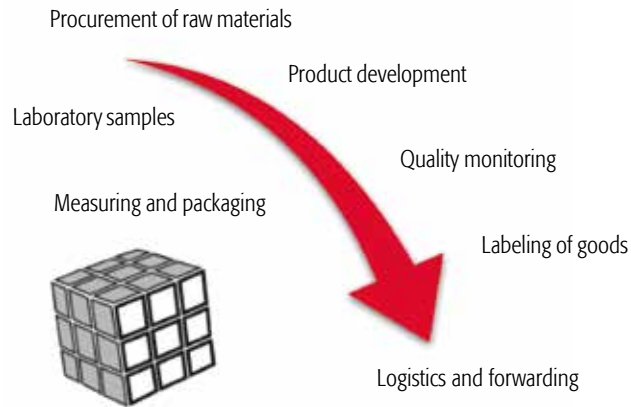 Procurement of raw materials
Product development
Laboratory samples
Quality monitoring
Measuring and packaging
Labeling of goods
Logistics and forwarding